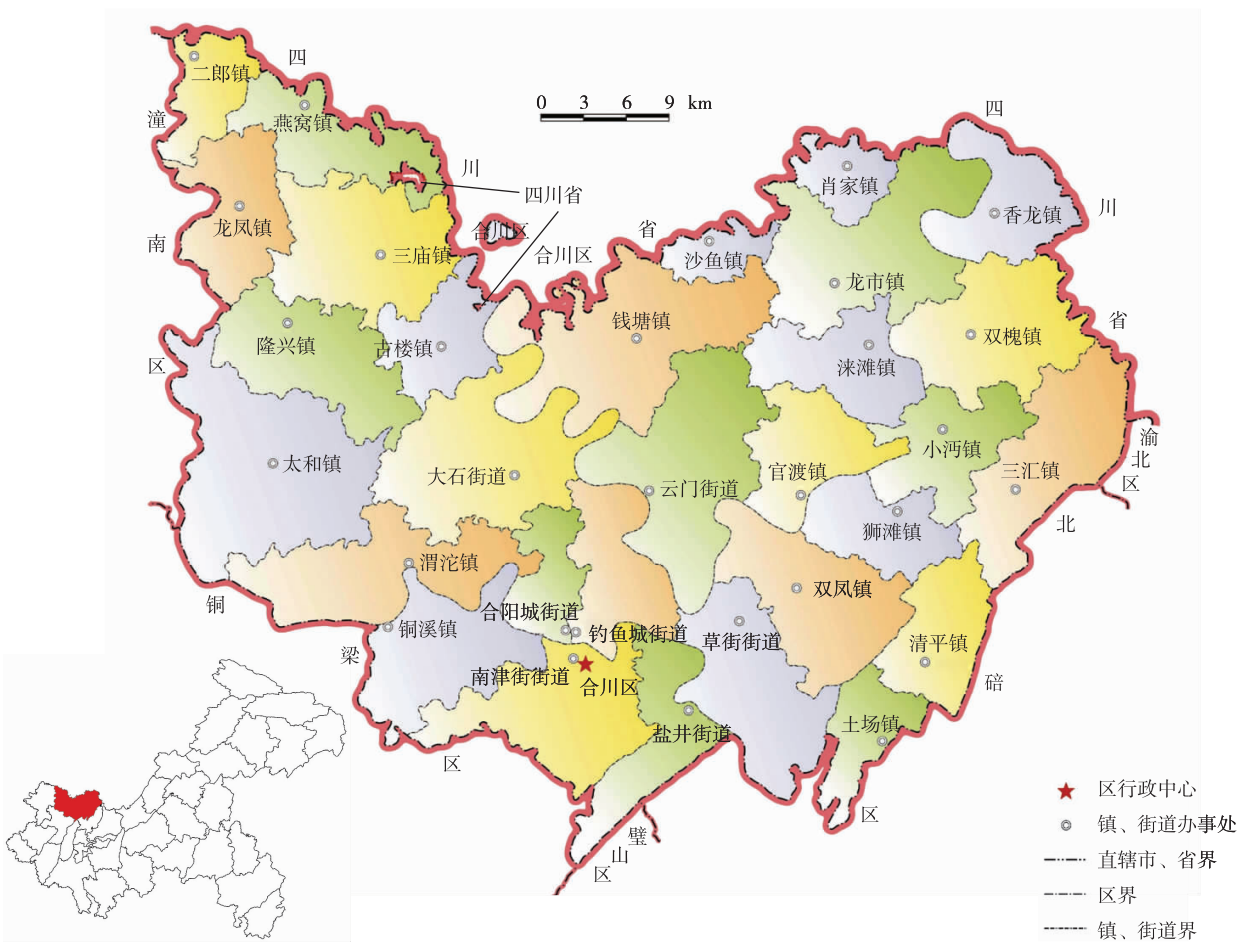 四
二郎镇
0 3 6 9 km
四
燕窝镇
潼
川
肖家镇
四川省
香龙镇
川
龙凤镇
合川区
省
南
三庙镇
合川区
沙鱼镇
龙市镇
钱塘镇
省
隆兴镇
古楼镇
双槐镇
区
涞滩镇
渝
北
区
小沔镇
太和镇
大石街道
云门街道
官渡镇
三汇镇
狮滩镇
北
渭沱镇
双凤镇
铜
合阳城街道
铜溪镇
钓鱼城街道
草街街道
清平镇
梁
南津街街道
合川区
碚
盐井街道
土场镇
区
区
璧
山
区
区行政中心
镇、街道办事处
直辖市、省界
区界
镇、街道界